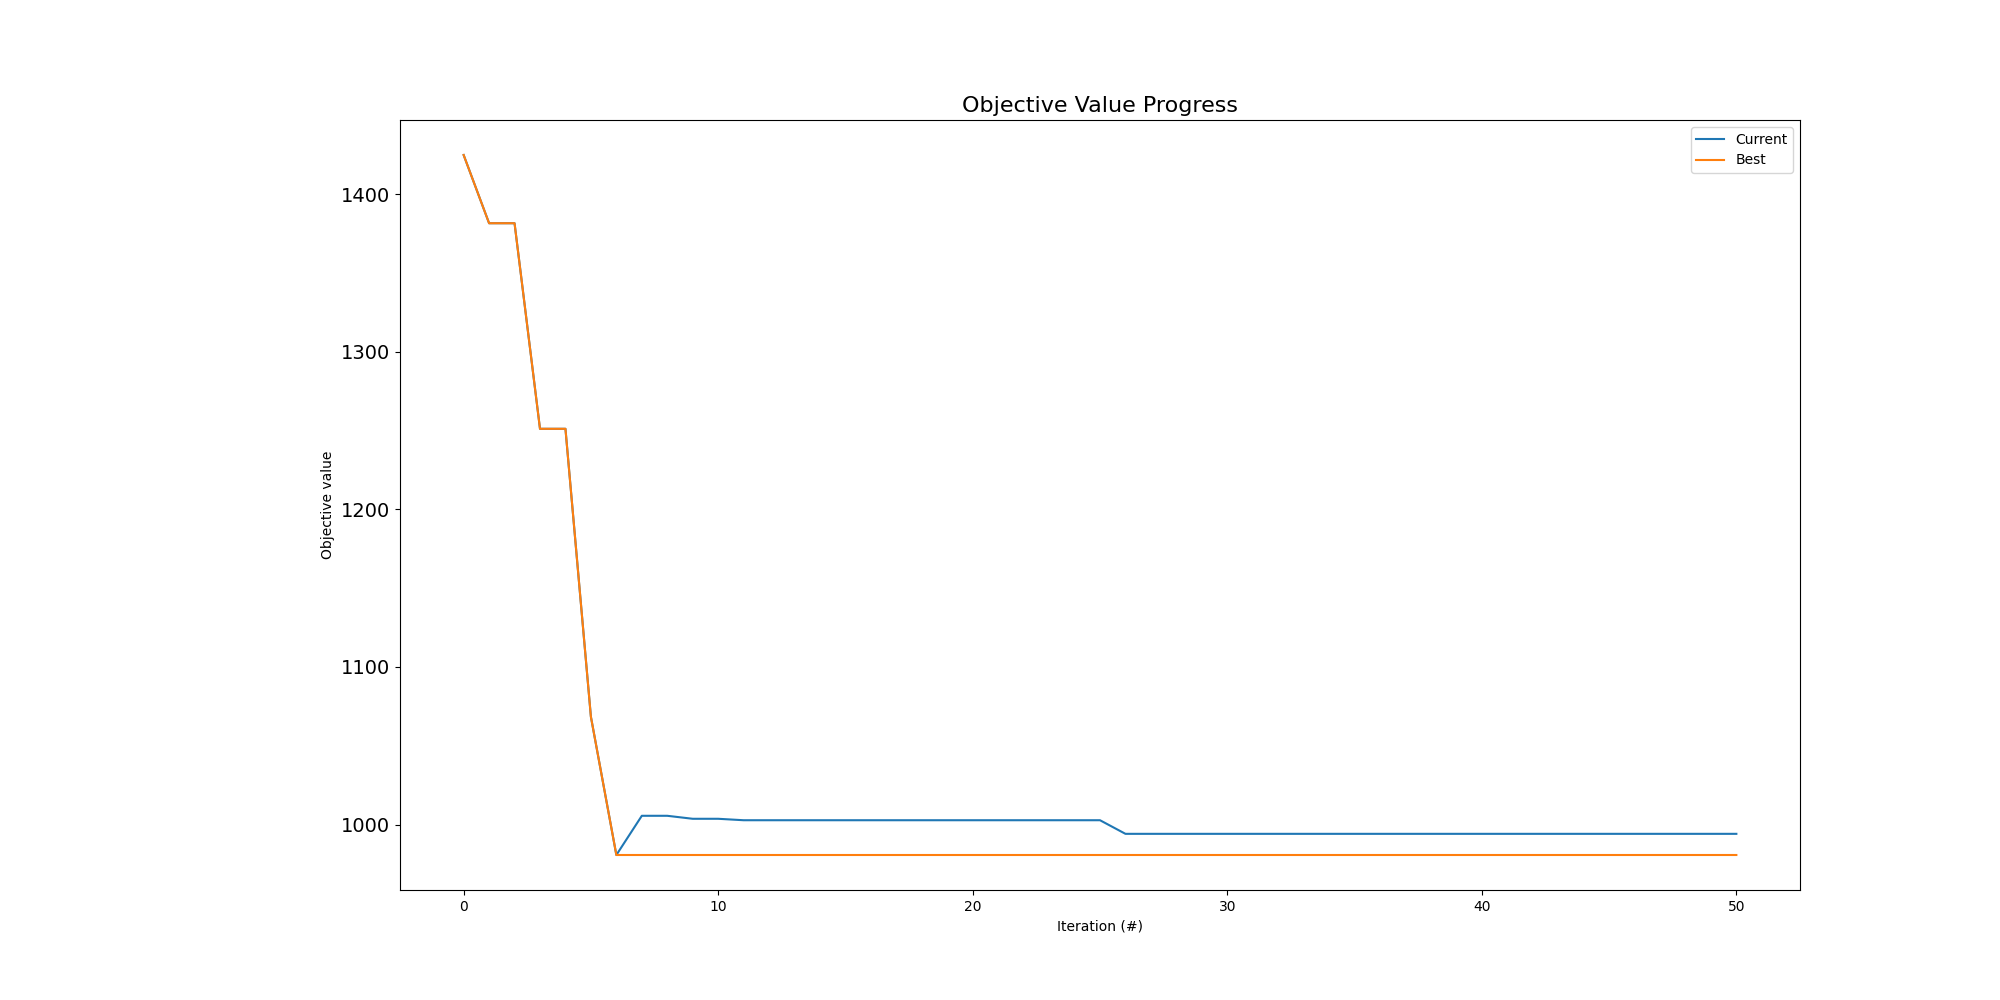 Objective Value Progress
Current
Best
1400
1300
1200
1100
1000
Objective value
0 10 20 30 40 50
Iteration (#)